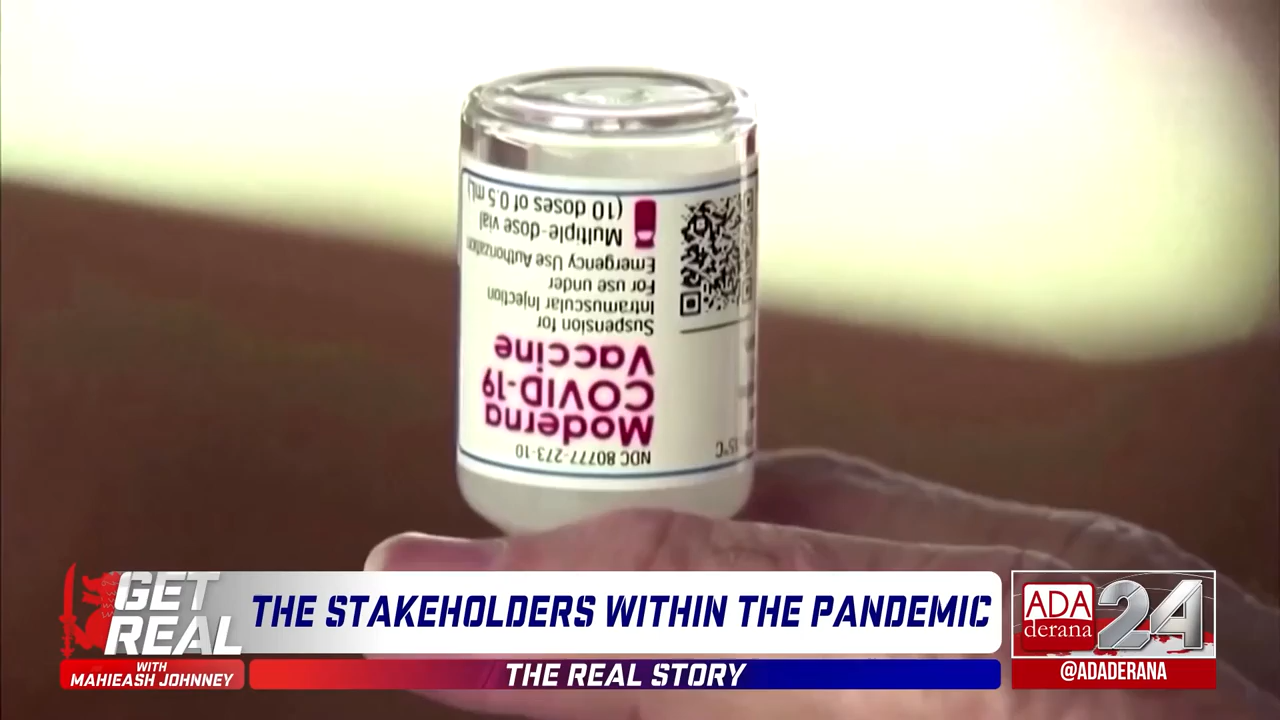 (10 doses of 0.5 mL)
Multiple-dose vial
Emergency Use Authorization
For use under
Intramuscular Injection
Suspension for
Vaccine
COVID-19
Moderna
NDC 80777-273-10
GET
REAL
WITH
MAHIEASH JOHNNEY
THE STAKEHOLDERS WITHIN THE PANDEMIC
THE REAL STORY
ADA
derana
24
@ADADERANA